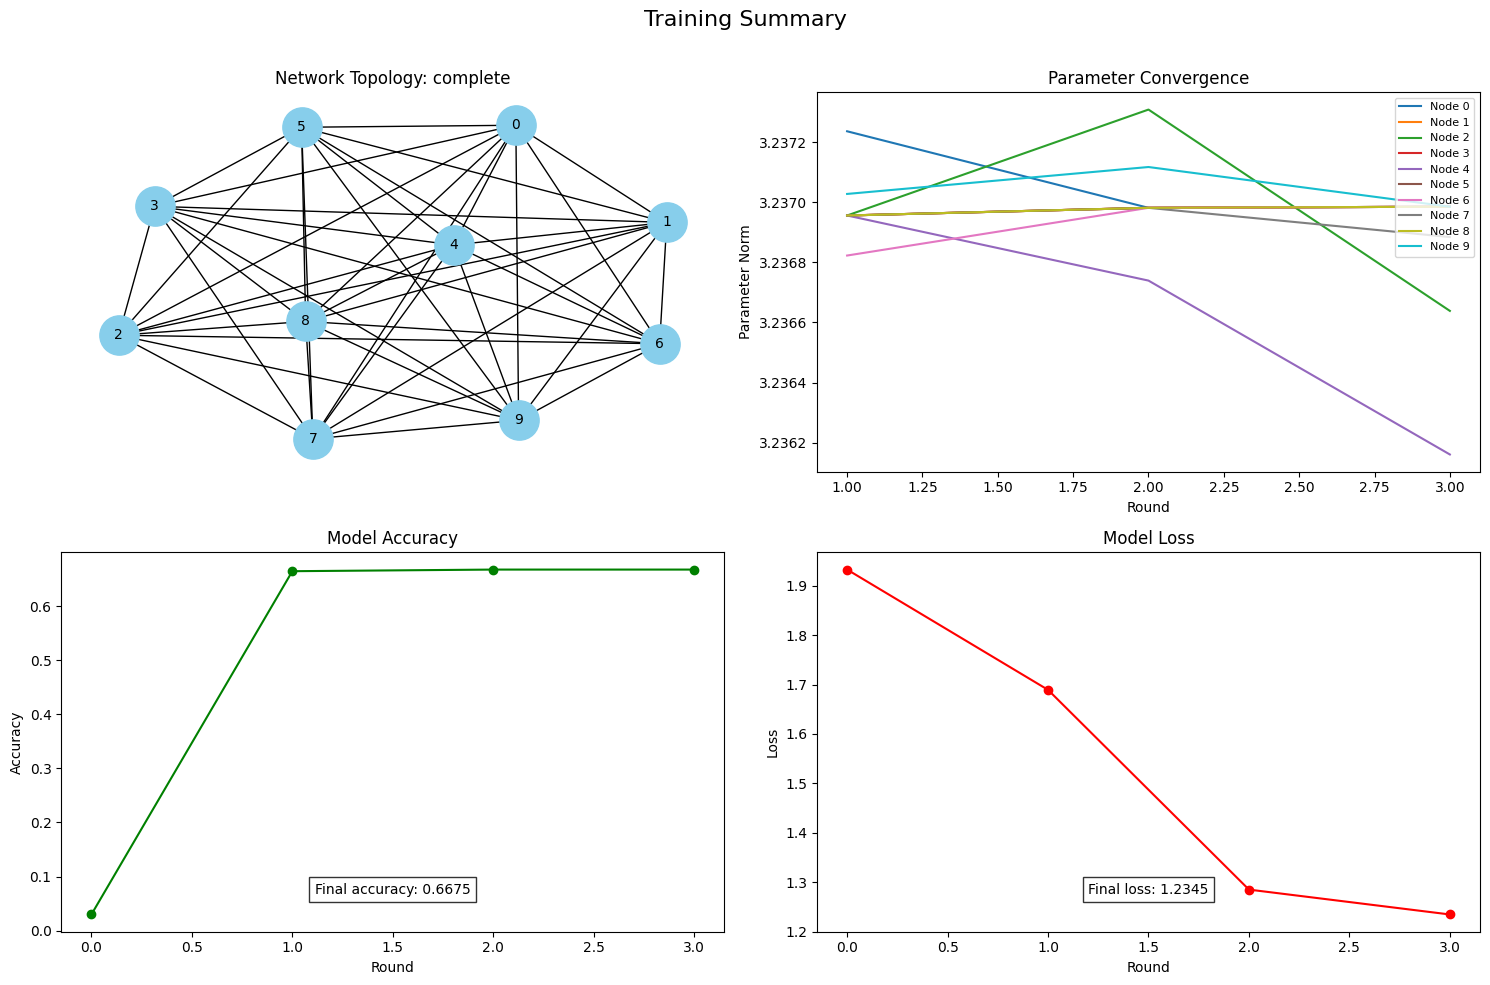 Training Summary
Network Topology: complete
5
0
3
1
4
8
2
6
9
7
Parameter Convergence
Parameter Norm
3.2372
3.2370
3.2368
3.2366
3.2364
3.2362
Node 0
Node 1
Node 2
Node 3
Node 4
Node 5
Node 6
Node 7
Node 8
Node 9
1.00 1.25 1.50 1.75 2.00 2.25 2.50 2.75 3.00
Round
Model Accuracy
Accuracy
0.6
0.5
0.4
0.3
0.2
0.1
0.0
Final accuracy: 0.6675
0.0 0.5 1.0 1.5 2.0 2.5 3.0
Round
Model Loss
Loss
1.9
1.8
1.7
1.6
1.5
1.4
1.3
1.2
Final loss: 1.2345
0.0 0.5 1.0 1.5 2.0 2.5 3.0
Round